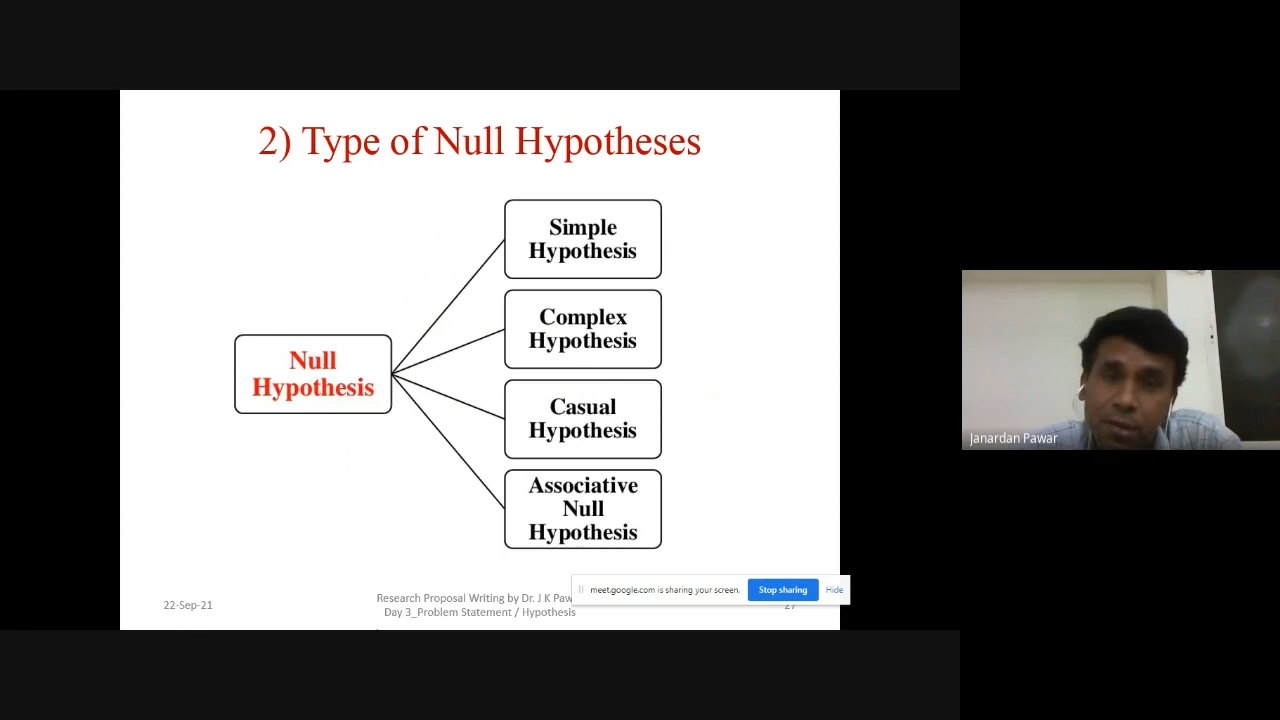 2) Type of Null Hypotheses
Simple
Hypothesis
Complex
Hypothesis
Null
Hypothesis
Casual
Hypothesis
Associative
Null
Hypothesis
meet.google.com is sharing your screen.
Stop sharing
Hide
22-Sep-21
Research Proposal Writing by Dr. J K
Day 3_Problem Statement / Hypothesis
27
Janardan Pawar